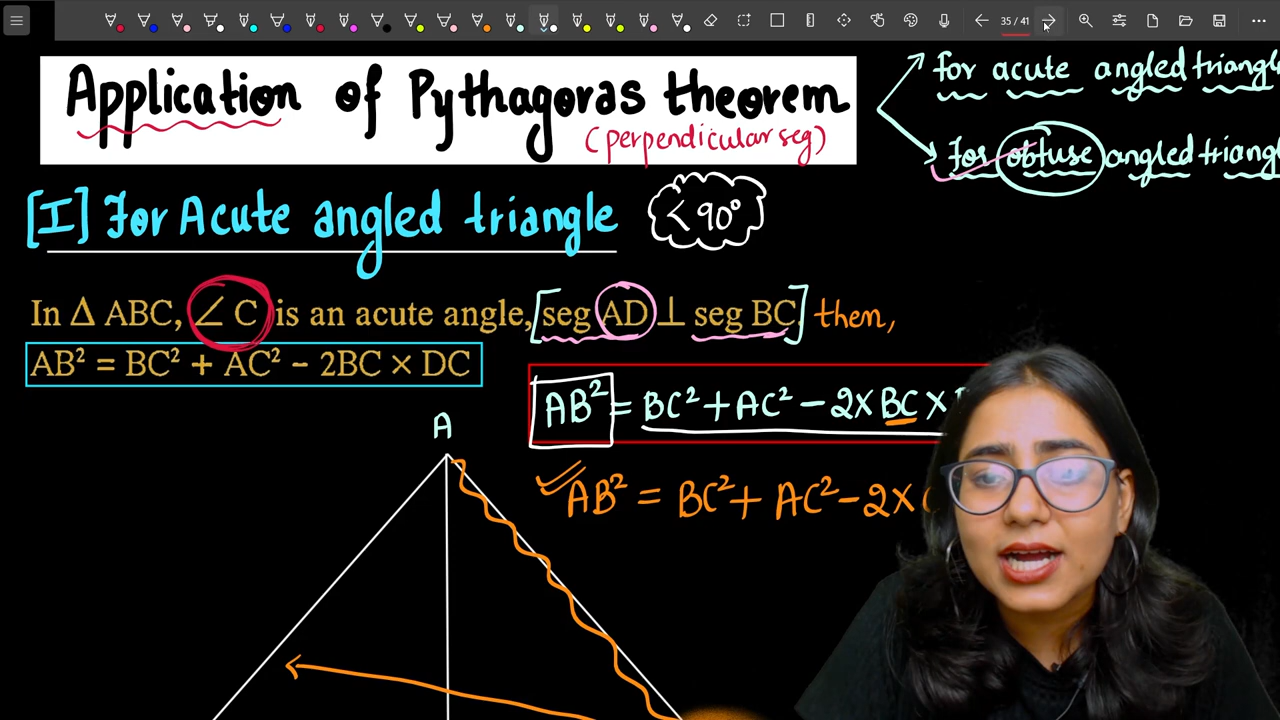 35 / 41
Application of Pythagoras theorem
(perpendicular seg)
for acute angled triangle
for obtuse angled triangle
[I] For Acute angled triangle
< 90°
In Δ ABC, ∠ C is an acute angle, [seg AD ⊥ seg BC] then,
AB² = BC² + AC² − 2BC × DC
AB² = BC² + AC² − 2 × BC ×
AB² = BC² + AC² − 2 ×
A